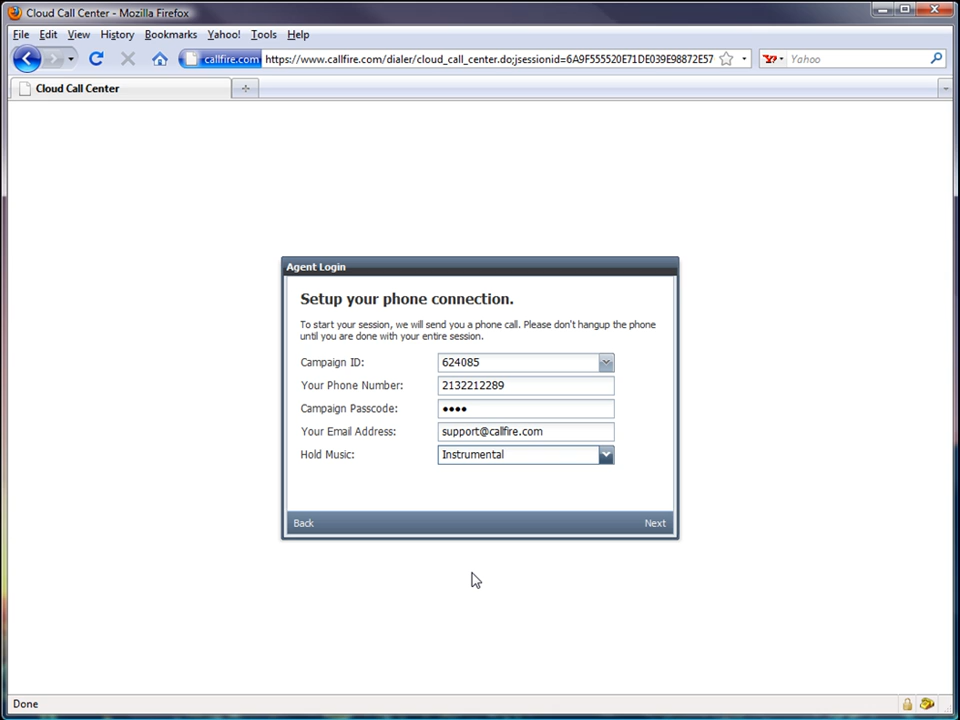 Cloud Call Center - Mozilla Firefox
File Edit View History Bookmarks Yahoo! Tools Help
callfire.com https://www.callfire.com/dialer/cloud_call_center.do;jsessionid=6A9F555520E71DE039E98872E57 Yahoo
Cloud Call Center
Agent Login
Setup your phone connection.
To start your session, we will send you a phone call. Please don't hangup the phone
until you are done with your entire session.
Campaign ID: 624085
Your Phone Number: 2132212289
Campaign Passcode: ●●●●
Your Email Address: support@callfire.com
Hold Music: Instrumental
Back Next
Done